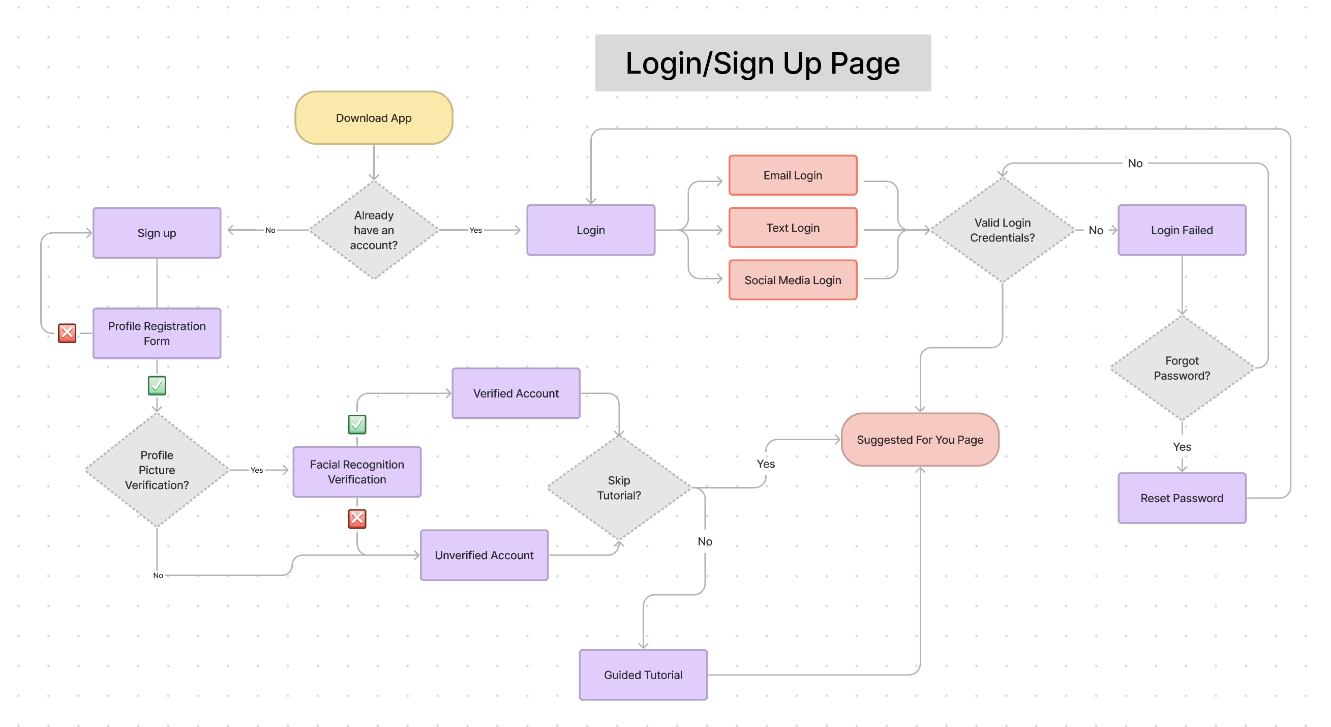 Login/Sign Up Page
Download App
Already
have an
account?
No
Yes
Sign up
Login
Email Login
Text Login
Social Media Login
Valid Login
Credentials?
No
No
Login Failed
Profile Registration
Form
Forgot
Password?
Yes
Reset Password
Profile
Picture
Verification?
Yes
No
Facial Recognition
Verification
Verified Account
Unverified Account
Skip
Tutorial?
Yes
No
Suggested For You Page
Guided Tutorial